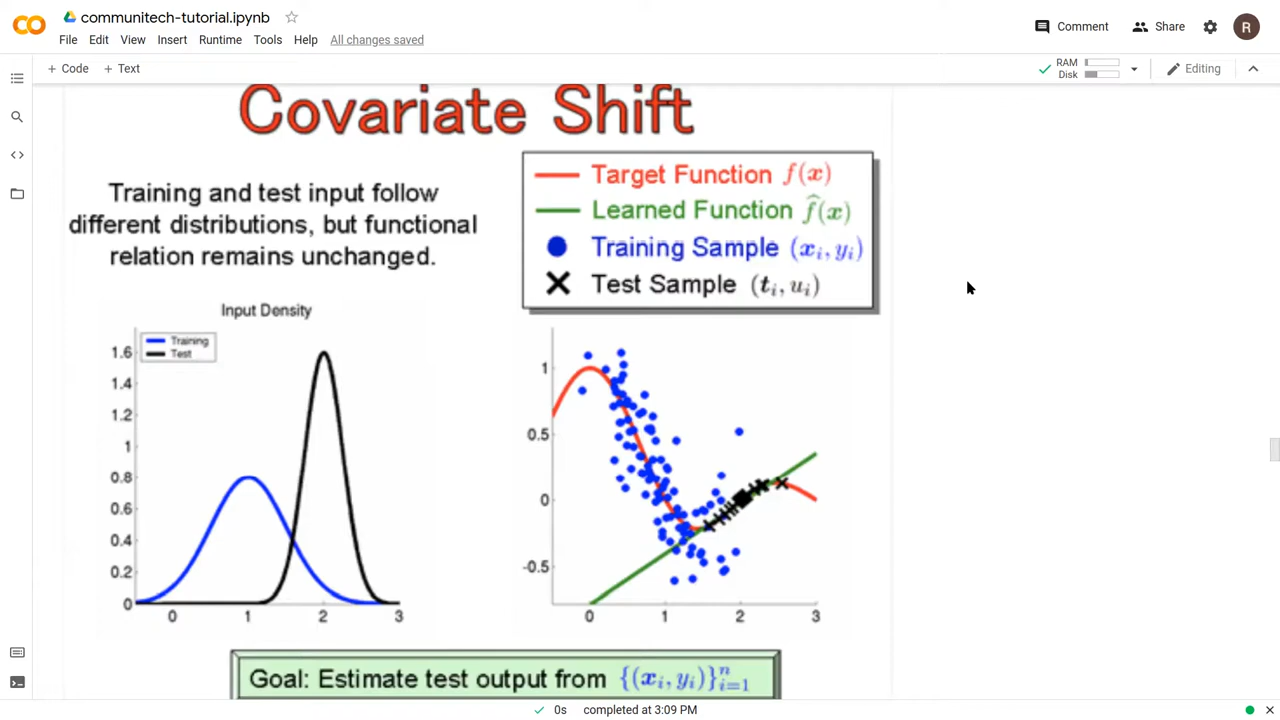 communitech-tutorial.ipynb
File Edit View Insert Runtime Tools Help All changes saved
Comment Share R
+ Code + Text
RAM
Disk
Editing
Covariate Shift
Training and test input follow
different distributions, but functional
relation remains unchanged.
Target Function f(x)
Learned Function f̂(x)
Training Sample (xᵢ, yᵢ)
Test Sample (tᵢ, uᵢ)
Input Density
Training
Test
1.6
1.4
1.2
1
0.8
0.6
0.4
0.2
0
0 1 2 3
1
0.5
0
-0.5
0 1 2 3
Goal: Estimate test output from {(xᵢ, yᵢ)}ⁿᵢ₌₁
0s completed at 3:09 PM